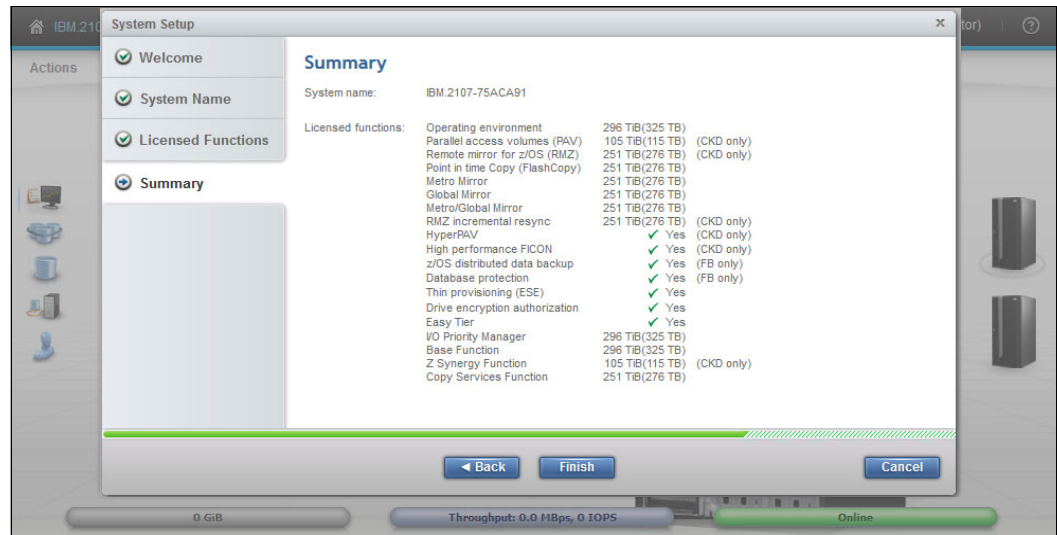 IBM.210
System Setup
x
tor)
?
Actions
Welcome
System Name
Licensed Functions
Summary
Summary
System name: IBM.2107-75ACA91
Licensed functions: Operating environment 296 TiB(325 TB)
Parallel access volumes (PAV) 105 TiB(115 TB) (CKD only)
Remote mirror for z/OS (RMZ) 251 TiB(276 TB) (CKD only)
Point in time Copy (FlashCopy) 251 TiB(276 TB)
Metro Mirror 251 TiB(276 TB)
Global Mirror 251 TiB(276 TB)
Metro/Global Mirror 251 TiB(276 TB)
RMZ incremental resync 251 TiB(276 TB) (CKD only)
HyperPAV ✓ Yes (CKD only)
High performance FICON ✓ Yes (CKD only)
z/OS distributed data backup ✓ Yes (FB only)
Database protection ✓ Yes (FB only)
Thin provisioning (ESE) ✓ Yes
Drive encryption authorization ✓ Yes
Easy Tier ✓ Yes
I/O Priority Manager 296 TiB(325 TB)
Base Function 296 TiB(325 TB)
Z Synergy Function 105 TiB(115 TB) (CKD only)
Copy Services Function 251 TiB(276 TB)
◄ Back Finish Cancel
0 GiB Throughput: 0.0 MBps, 0 IOPS Online